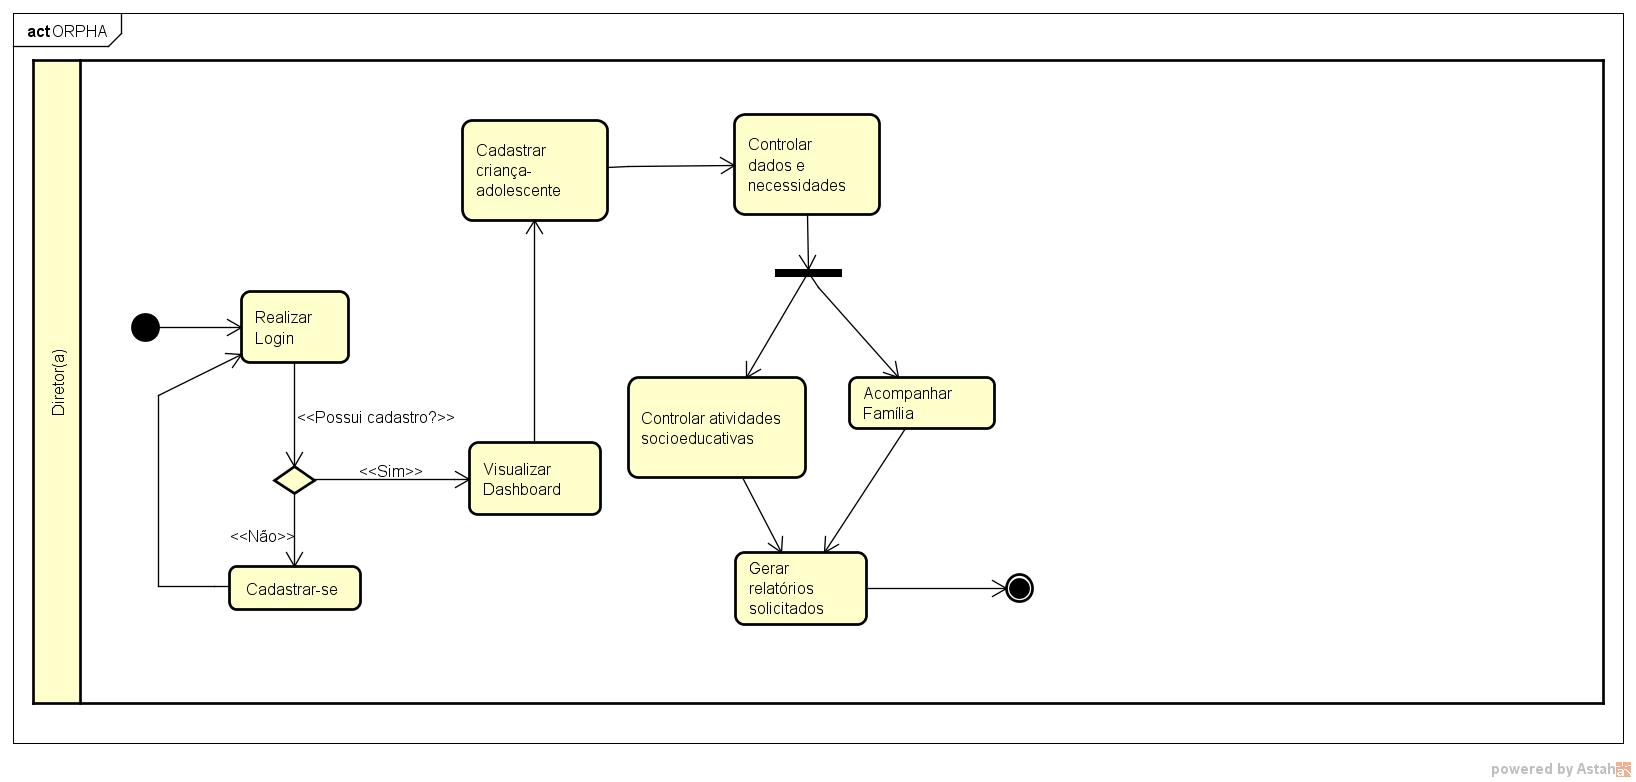 act ORPHA
Diretor(a)
Cadastrar
criança-
adolescente
Controlar
dados e
necessidades
Realizar
Login
<<Possui cadastro?>>
<<Sim>>
Visualizar
Dashboard
<<Não>>
Cadastrar-se
Controlar atividades
socioeducativas
Acompanhar
Família
Gerar
relatórios
solicitados
powered by Astah